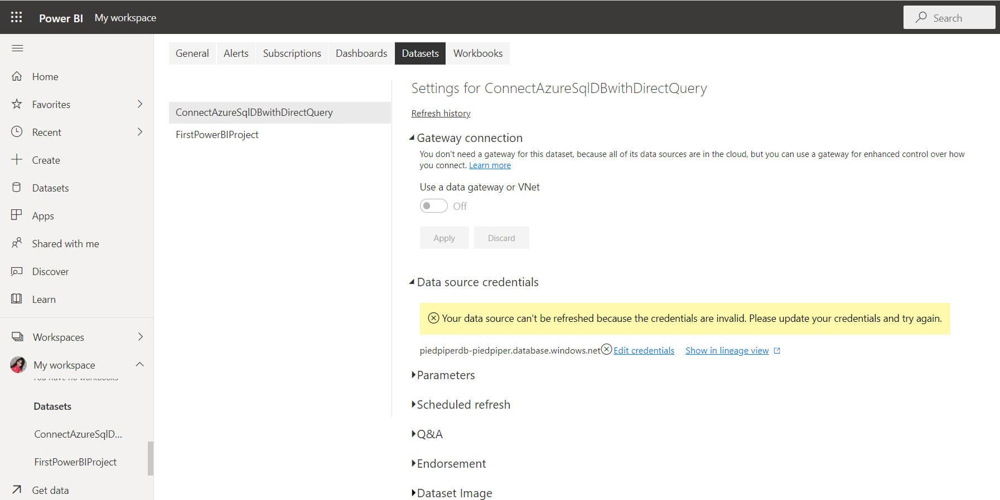 Power BI My workspace
Search
Home
Favorites
Recent
Create
Datasets
Apps
Shared with me
Discover
Learn
Workspaces
My workspace
You have no workbooks
Datasets
ConnectAzureSqlD...
FirstPowerBIProject
Get data
General Alerts Subscriptions Dashboards Datasets Workbooks
ConnectAzureSqlDBwithDirectQuery
FirstPowerBIProject
Settings for ConnectAzureSqlDBwithDirectQuery
Refresh history
Gateway connection
You don't need a gateway for this dataset, because all of its data sources are in the cloud, but you can use a gateway for enhanced control over how
you connect. Learn more
Use a data gateway or VNet
Off
Apply Discard
Data source credentials
Your data source can't be refreshed because the credentials are invalid. Please update your credentials and try again.
piedpiperdb-piedpiper.database.windows.net Edit credentials Show in lineage view
Parameters
Scheduled refresh
Q&A
Endorsement
Dataset Image